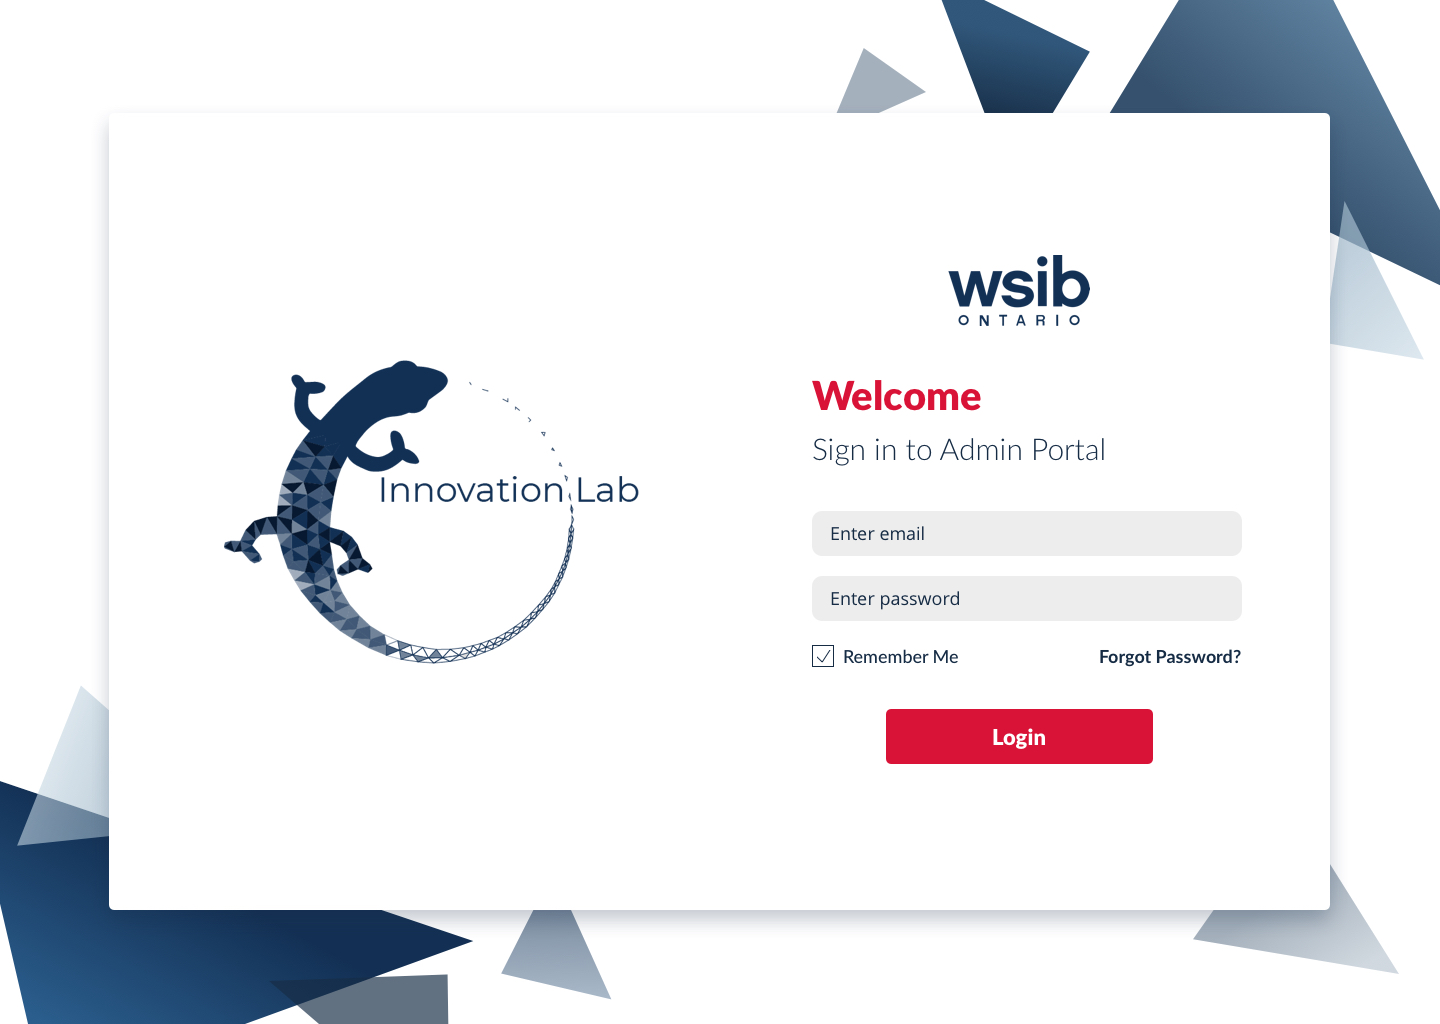 Innovation Lab
wsib
ONTARIO
Welcome
Sign in to Admin Portal
Enter email
Enter password
Remember Me
Forgot Password?
Login